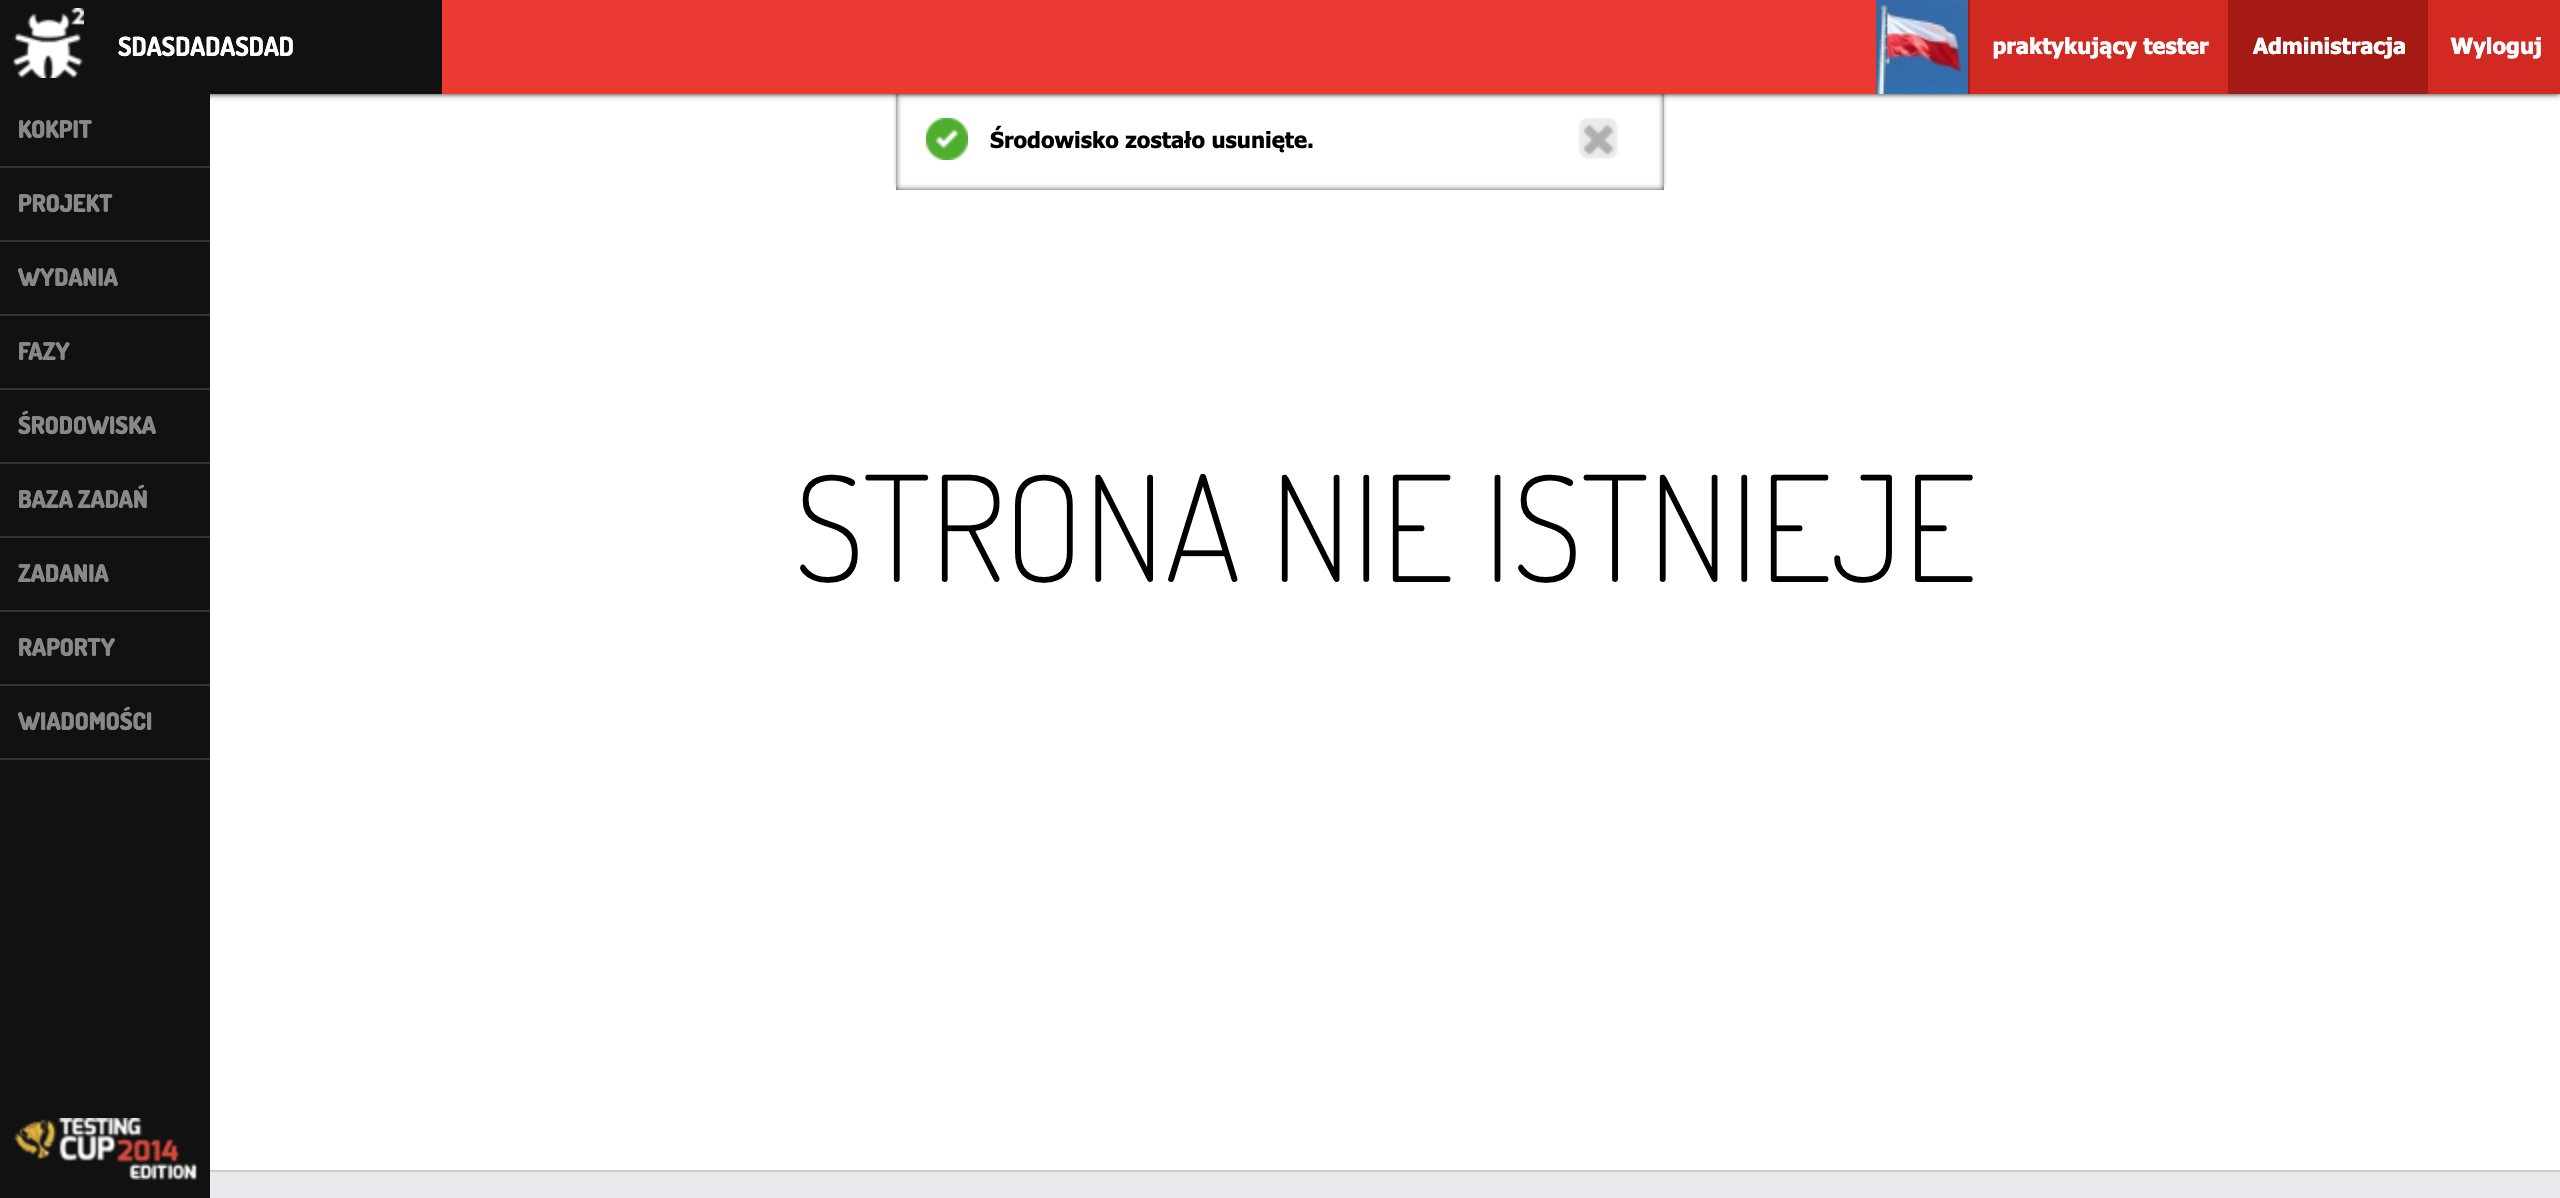 2
SDASDADASDAD
praktykujący tester
Administracja
Wyloguj
KOKPIT
PROJEKT
WYDANIA
FAZY
ŚRODOWISKA
BAZA ZADAŃ
ZADANIA
RAPORTY
WIADOMOŚCI
Środowisko zostało usunięte.
STRONA NIE ISTNIEJE
TESTING
CUP 2014
EDITION